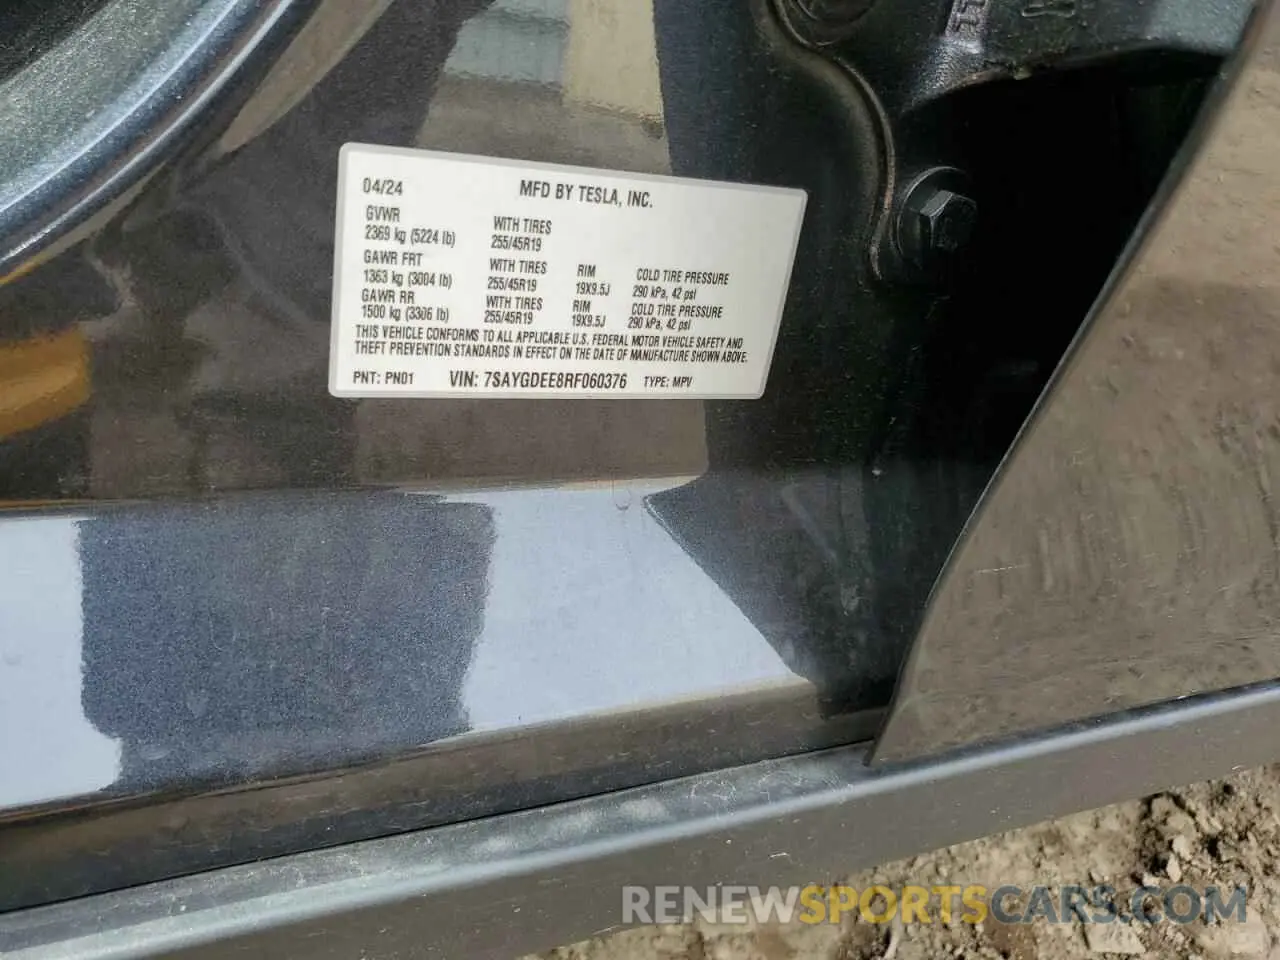 04/24 MFD BY TESLA, INC.
GVWR WITH TIRES
2369 kg (5224 lb) 255/45R19
GAWR FRT WITH TIRES RIM COLD TIRE PRESSURE
1363 kg (3004 lb) 255/45R19 19X9.5J 290 kPa, 42 psi
GAWR RR WITH TIRES RIM COLD TIRE PRESSURE
1500 kg (3306 lb) 255/45R19 19X9.5J 290 kPa, 42 psi
THIS VEHICLE CONFORMS TO ALL APPLICABLE U.S. FEDERAL MOTOR VEHICLE SAFETY AND
THEFT PREVENTION STANDARDS IN EFFECT ON THE DATE OF MANUFACTURE SHOWN ABOVE.
PNT: PN01 VIN: 7SAYGDEE8RF060376 TYPE: MPV
RENEWSPORTSCARS.COM